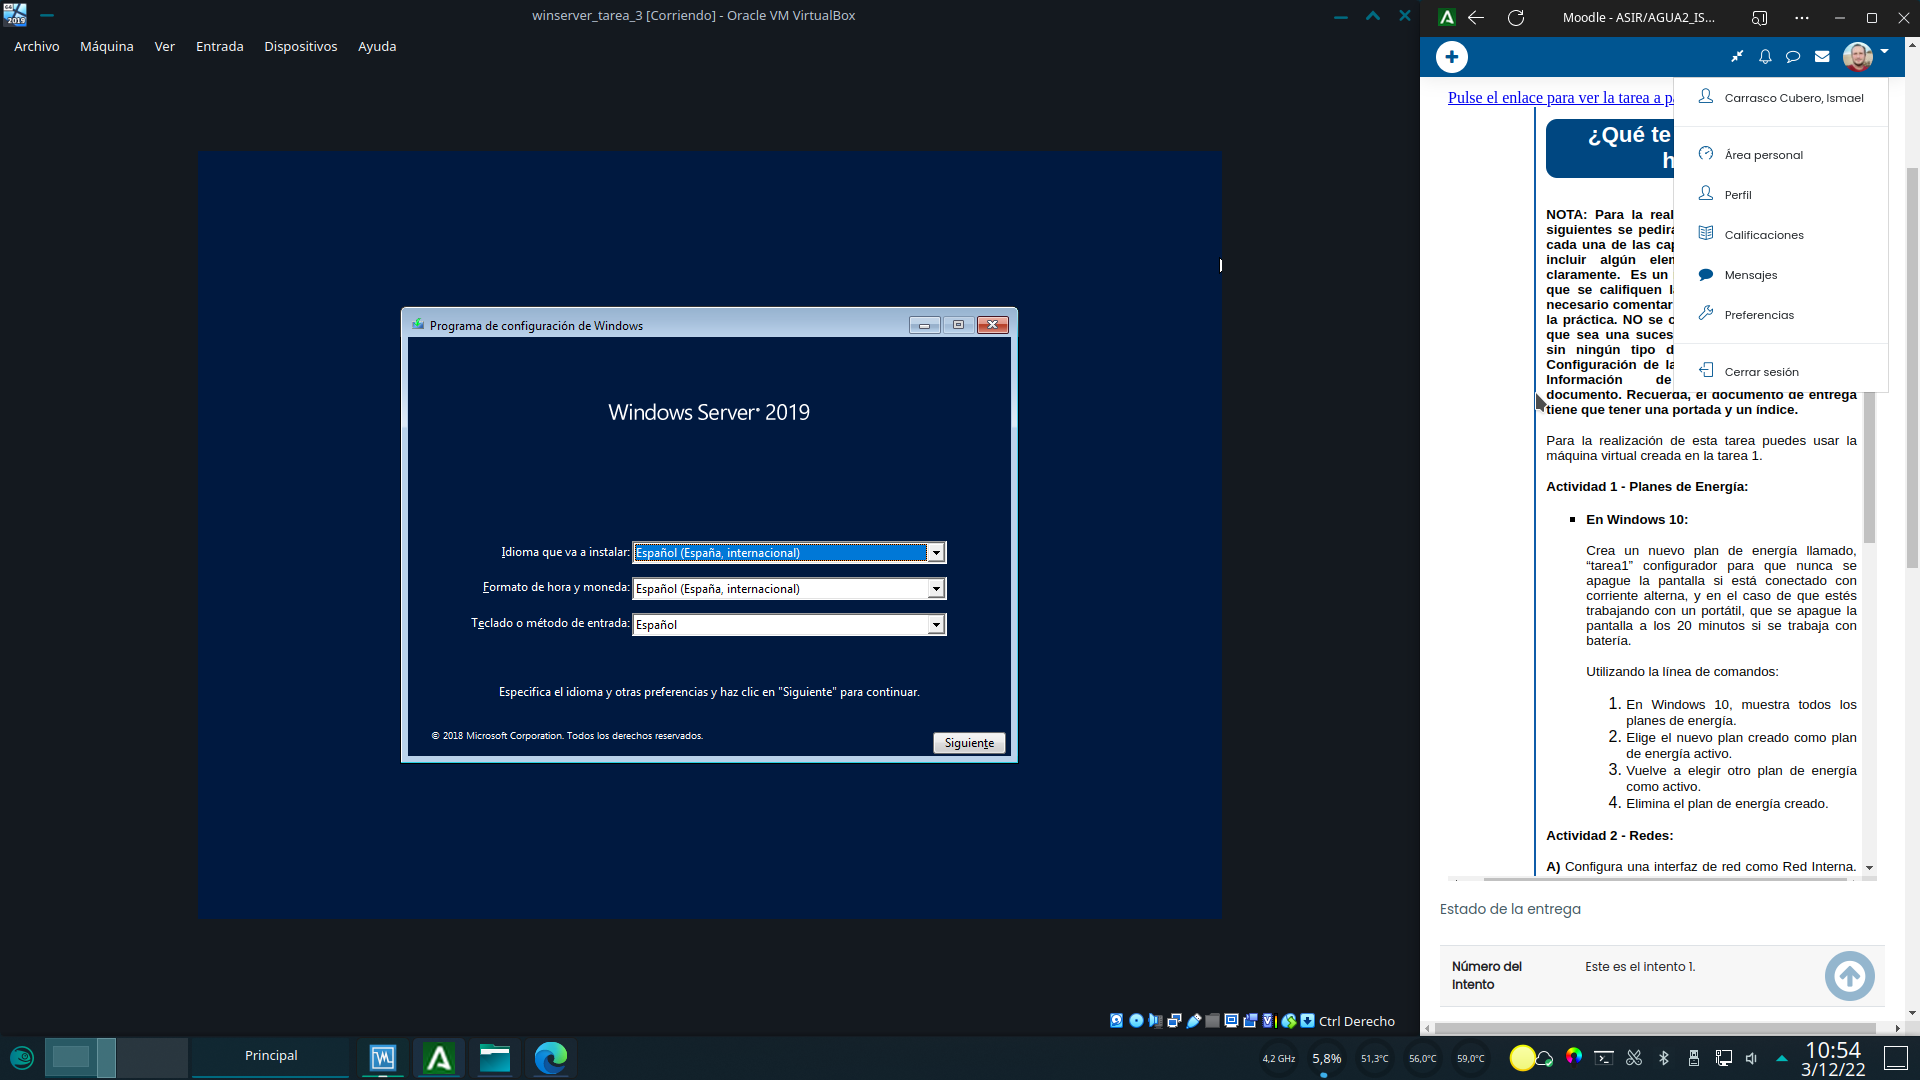 winserver_tarea_3 [Corriendo] - Oracle VM VirtualBox
Archivo Máquina Ver Entrada Dispositivos Ayuda
Programa de configuración de Windows
Windows Server 2019
Idioma que va a instalar: Español (España, internacional)
Formato de hora y moneda: Español (España, internacional)
Teclado o método de entrada: Español
Especifica el idioma y otras preferencias y haz clic en "Siguiente" para continuar.
© 2018 Microsoft Corporation. Todos los derechos reservados.
Siguiente
Ctrl Derecho
Moodle - ASIR/AGUA2_IS...
Pulse el enlace para ver la tarea a p
Carrasco Cubero, Ismael
Área personal
Perfil
Calificaciones
Mensajes
Preferencias
Cerrar sesión
¿Qué te
h
NOTA: Para la real
siguientes se pedirá
cada una de las cap
incluir algún elem
claramente. Es un
que se califiquen l
necesario comentar
la práctica. NO se c
que sea una suces
sin ningún tipo d
Configuración de la
Información de
documento. Recuerda, el documento de entrega
tiene que tener una portada y un índice.
Para la realización de esta tarea puedes usar la
máquina virtual creada en la tarea 1.
Actividad 1 - Planes de Energía:
En Windows 10:
Crea un nuevo plan de energía llamado,
“tarea1” configurador para que nunca se
apague la pantalla si está conectado con
corriente alterna, y en el caso de que estés
trabajando con un portátil, que se apague la
pantalla a los 20 minutos si se trabaja con
batería.
Utilizando la línea de comandos:
1. En Windows 10, muestra todos los
planes de energía.
2. Elige el nuevo plan creado como plan
de energía activo.
3. Vuelve a elegir otro plan de energía
como activo.
4. Elimina el plan de energía creado.
Actividad 2 - Redes:
A) Configura una interfaz de red como Red Interna.
Estado de la entrega
Número del
Intento
Este es el intento 1.
Principal
4,2 GHz 5,8% 51,3°C 56,0°C 59,0°C
10:54
3/12/22